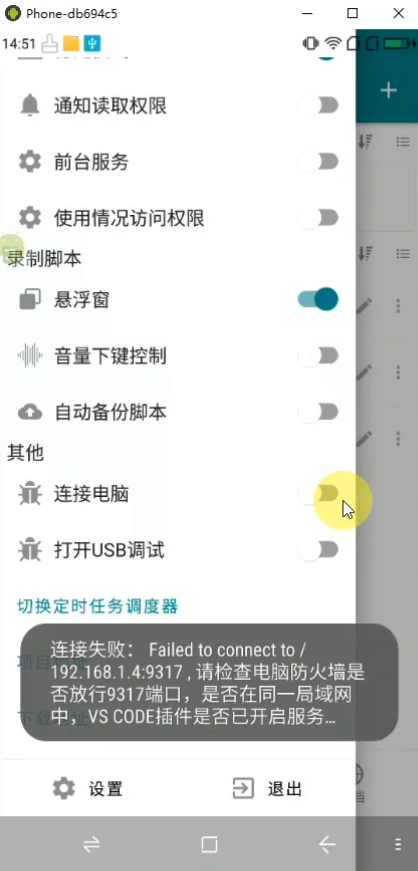 Phone-db694c5
14:51
通知读取权限
前台服务
使用情况访问权限
录制脚本
悬浮窗
音量下键控制
自动备份脚本
其他
连接电脑
打开USB调试
切换定时任务调度器
连接失败： Failed to connect to /
192.168.1.4:9317 , 请检查电脑防火墙是
否放行9317端口，是否在同一局域网
中，VS CODE插件是否已开启服务...
设置
退出